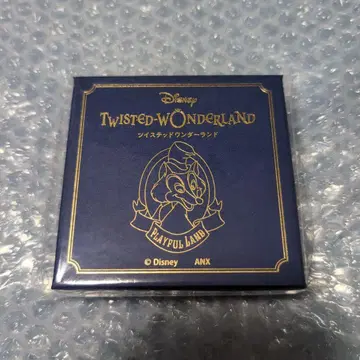 Disney
TWISTED-WONDERLAND
ツイステッドワンダーランド
PLAYFUL LAND
© Disney ANX